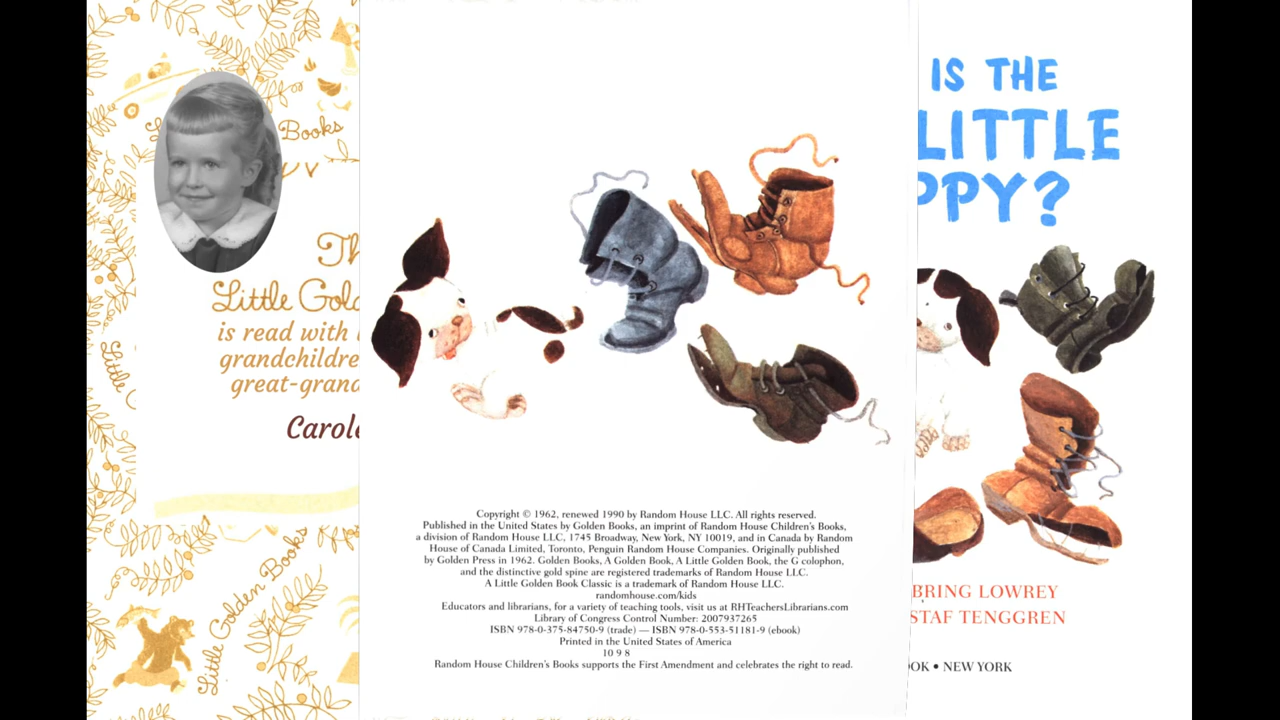 Books
Little Gol
is read with
grandchildre
great-grand
Carole
Little Golden Books
Copyright © 1962, renewed 1990 by Random House LLC. All rights reserved.
Published in the United States by Golden Books, an imprint of Random House Children's Books,
a division of Random House LLC, 1745 Broadway, New York, NY 10019, and in Canada by Random
House of Canada Limited, Toronto, Penguin Random House Companies. Originally published
by Golden Press in 1962. Golden Books, A Golden Book, A Little Golden Book, the G colophon,
and the distinctive gold spine are registered trademarks of Random House LLC.
A Little Golden Book Classic is a trademark of Random House LLC.
randomhouse.com/kids
Educators and librarians, for a variety of teaching tools, visit us at RHTeachersLibrarians.com
Library of Congress Control Number: 2007937265
ISBN 978-0-375-84750-9 (trade) — ISBN 978-0-553-51181-9 (ebook)
Printed in the United States of America
10 9 8
Random House Children's Books supports the First Amendment and celebrates the right to read.
IS THE
LITTLE
PPY?
BRING LOWREY
STAF TENGGREN
OK • NEW YORK